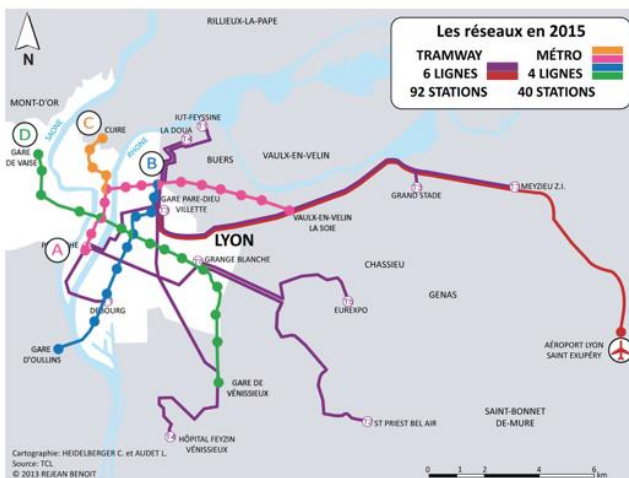 RILLIEUX-LA-PAPE
Les réseaux en 2015
TRAMWAY
6 LIGNES
92 STATIONS
MÉTRO
4 LIGNES
40 STATIONS
N
MONT-D'OR
SAONE
RHONE
D
GARE
DE VAISE
C
CUIRE
IUT-FEYSSINE
LA DOUA
B
BUERS
VAULX-EN-VELIN
GARE PARE-DIEU
VILLETTE
GRAND STADE
MEYZIEU Z.I.
VAULX-EN-VELIN
LA SOIE
LYON
A
GRANGE BLANCHE
CHASSIEU
GENAS
DEBOURG
EUREXPO
GARE
D'OULLINS
AÉROPORT LYON
SAINT EXUPÉRY
GARE DE
VÉNISSIEUX
ST PRIEST BEL AIR
SAINT-BONNET
DE-MURE
HÔPITAL FEYZIN
VÉNISSIEUX
Cartographie: HEIDELBERGER C. et AUDET L.
Source: TCL
© 2013 REJEAN BENOIT
0 1 2 4 6
km